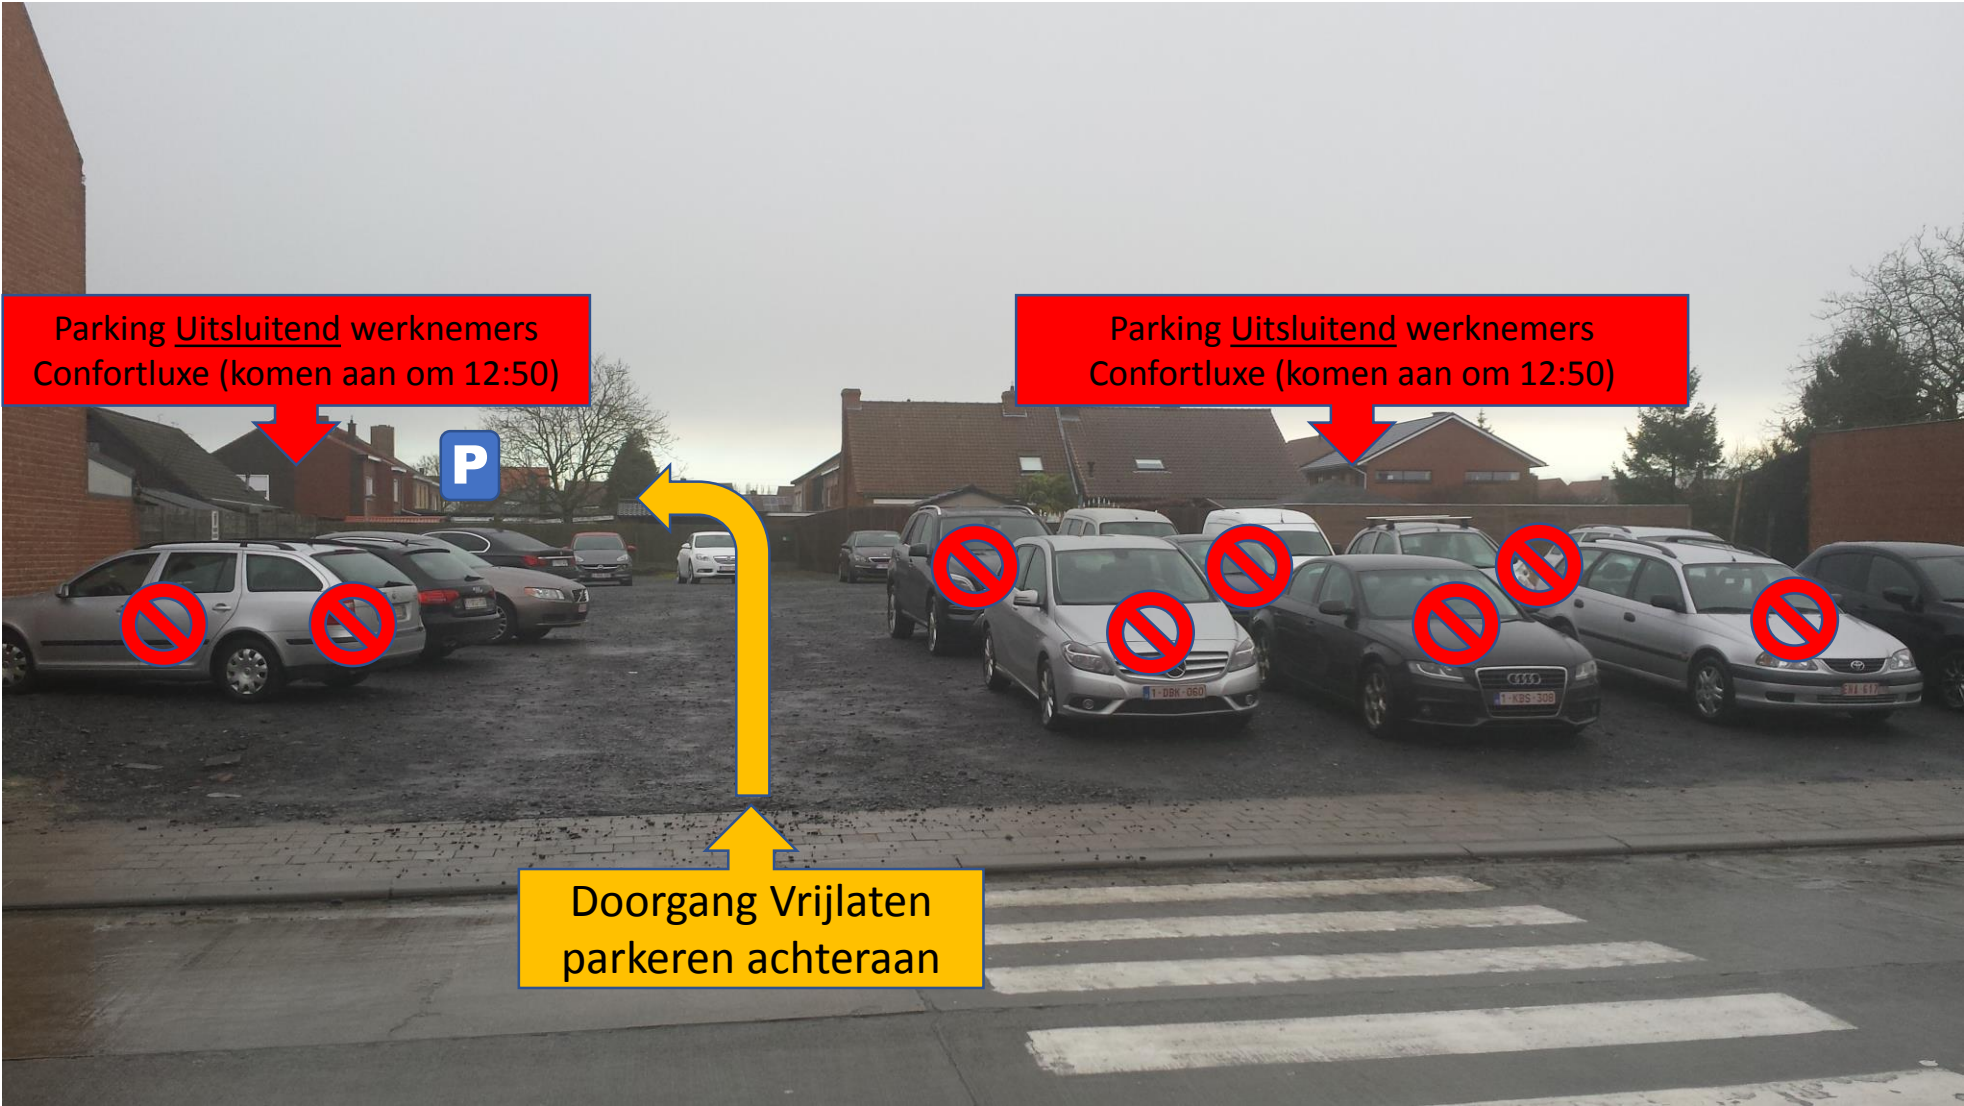 Parking Uitsluitend werknemers
Confortluxe (komen aan om 12:50)
Parking Uitsluitend werknemers
Confortluxe (komen aan om 12:50)
P
1-DBK-060
1-KBS-308
Doorgang Vrijlaten
parkeren achteraan